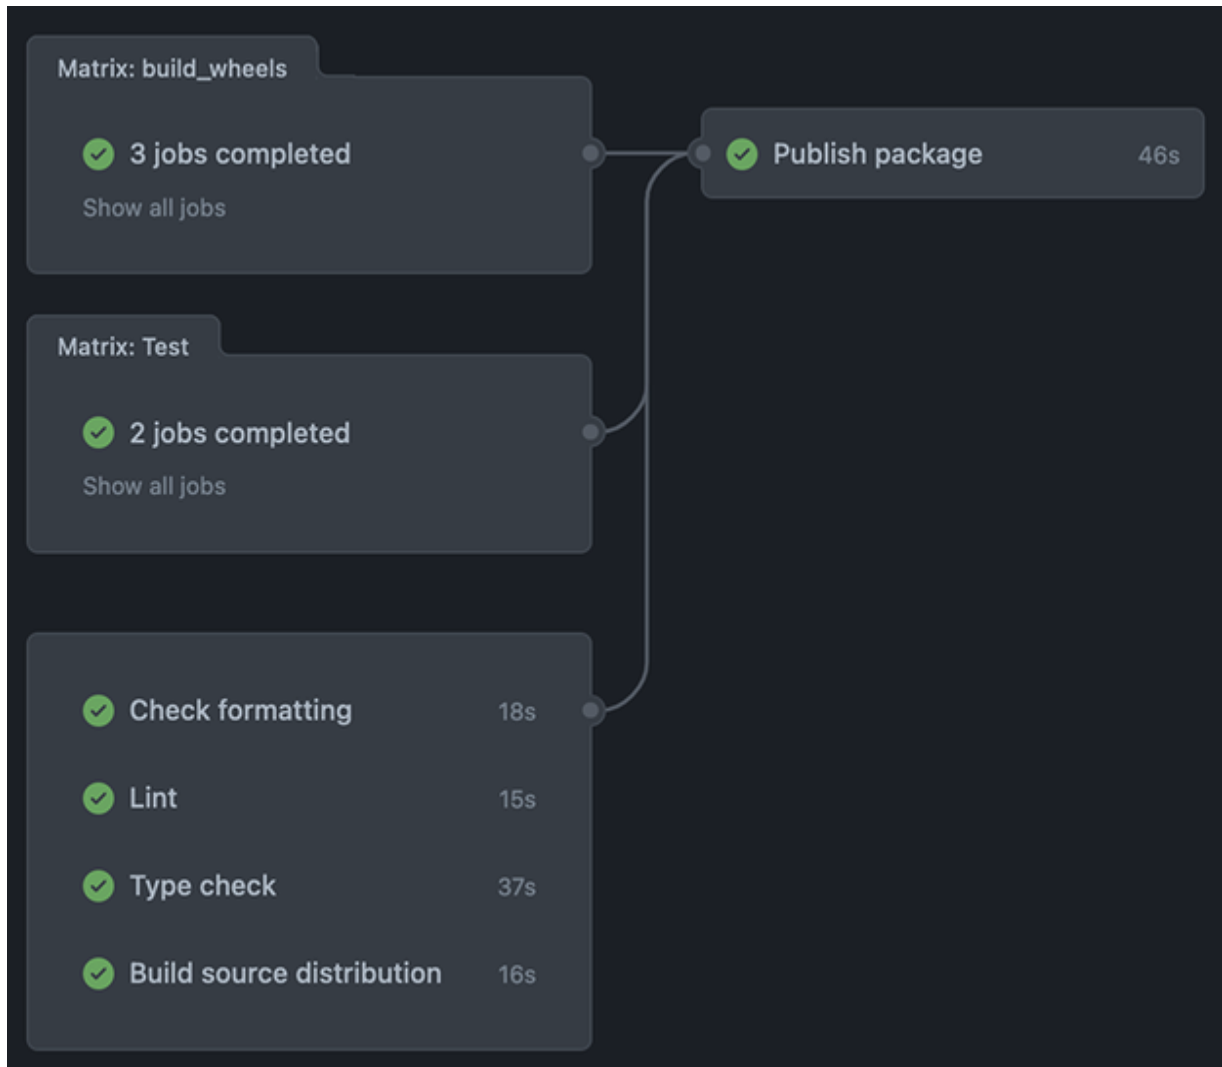 Matrix: build_wheels
3 jobs completed
Show all jobs
Publish package 46s
Matrix: Test
2 jobs completed
Show all jobs
Check formatting 18s
Lint 15s
Type check 37s
Build source distribution 16s